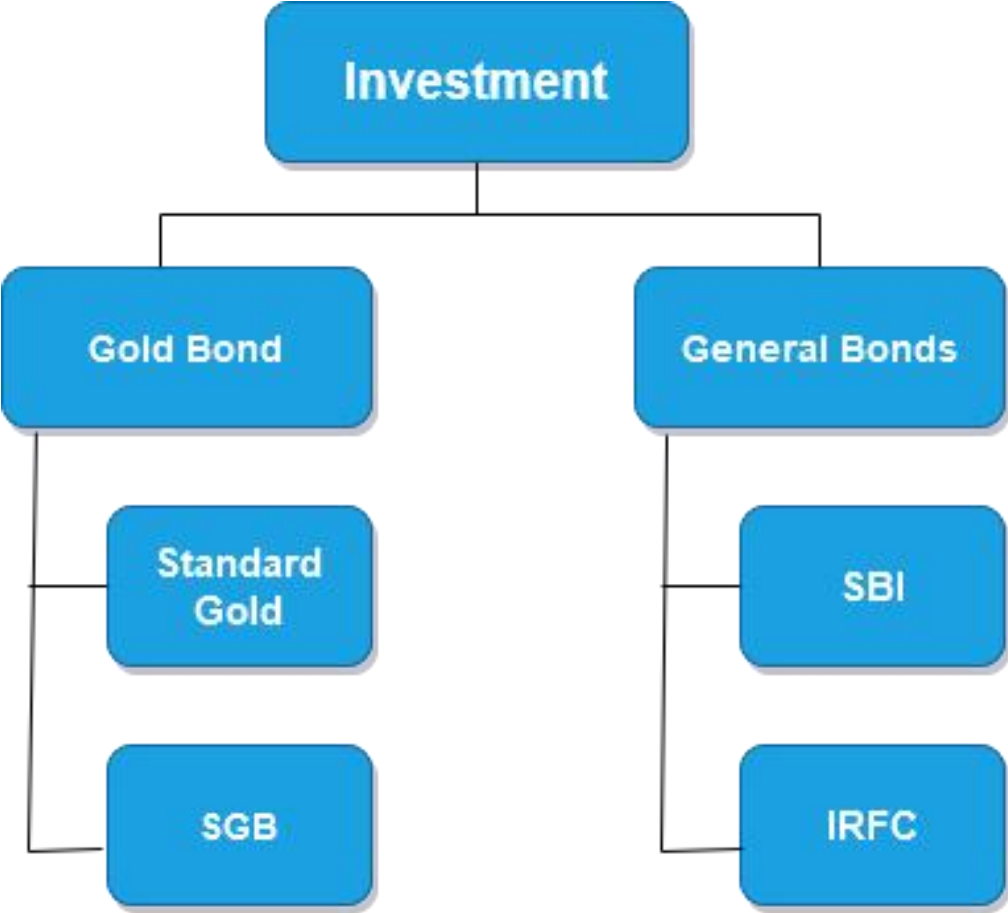 Investment
Gold Bond
General Bonds
Standard
Gold
SBI
SGB
IRFC